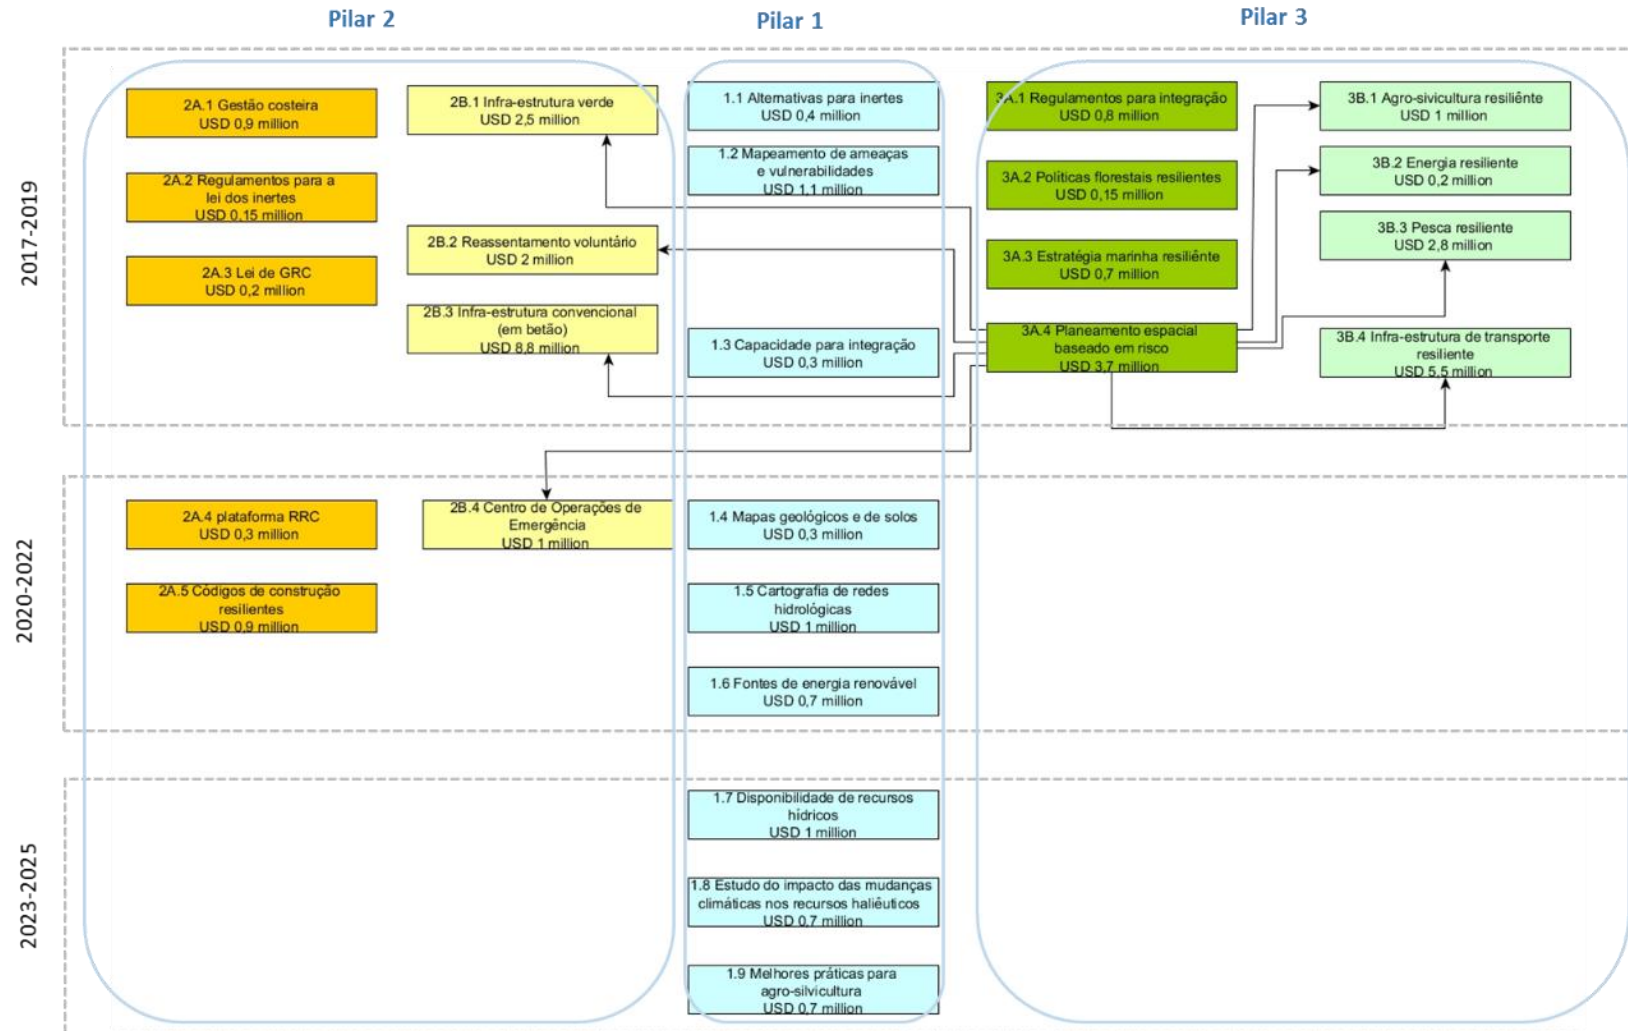 Pilar 2
Pilar 1
Pilar 3
2017-2019
2A.1 Gestão costeira
USD 0,9 million
2A.2 Regulamentos para a
lei dos inertes
USD 0,15 million
2A.3 Lei de GRC
USD 0,2 million
2B.1 Infra-estrutura verde
USD 2,5 million
2B.2 Reassentamento voluntário
USD 2 million
2B.3 Infra-estrutura convencional
(em betão)
USD 8,8 million
1.1 Alternativas para inertes
USD 0,4 million
1.2 Mapeamento de ameaças
e vulnerabilidades
USD 1,1 million
1.3 Capacidade para integração
USD 0,3 million
3A.1 Regulamentos para integração
USD 0,8 million
3A.2 Políticas florestais resilientes
USD 0,15 million
3A.3 Estratégia marinha resiliênte
USD 0,7 million
3A.4 Planeamento espacial
baseado em risco
USD 3,7 million
3B.1 Agro-sivicultura resiliênte
USD 1 million
3B.2 Energia resiliente
USD 0,2 million
3B.3 Pesca resiliente
USD 2,8 million
3B.4 Infra-estrutura de transporte
resiliente
USD 5,5 million
2020-2022
2A.4 plataforma RRC
USD 0,3 million
2A.5 Códigos de construção
resilientes
USD 0,9 million
2B.4 Centro de Operações de
Emergência
USD 1 million
1.4 Mapas geológicos e de solos
USD 0,3 million
1.5 Cartografia de redes
hidrológicas
USD 1 million
1.6 Fontes de energia renovável
USD 0,7 million
2023-2025
1.7 Disponibilidade de recursos
hídricos
USD 1 million
1.8 Estudo do impacto das mudanças
climáticas nos recursos haliêuticos
USD 0,7 million
1.9 Melhores práticas para
agro-silvicultura
USD 0,7 million